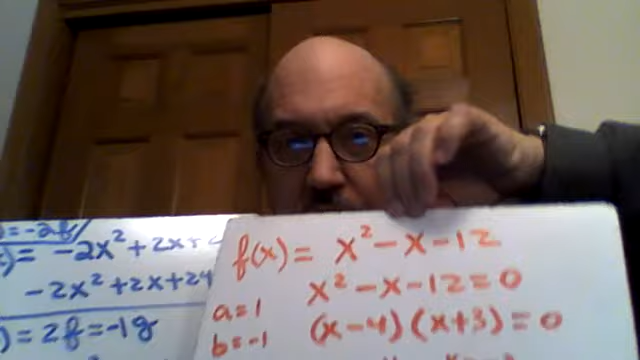 ) = -2f
) = -2x² + 2x +
-2x² + 2x + 24
) = 2f = -1g
f(x) = x² - x - 12
x² - x - 12 = 0
a = 1
(x - 4)(x + 3) = 0
b = -1